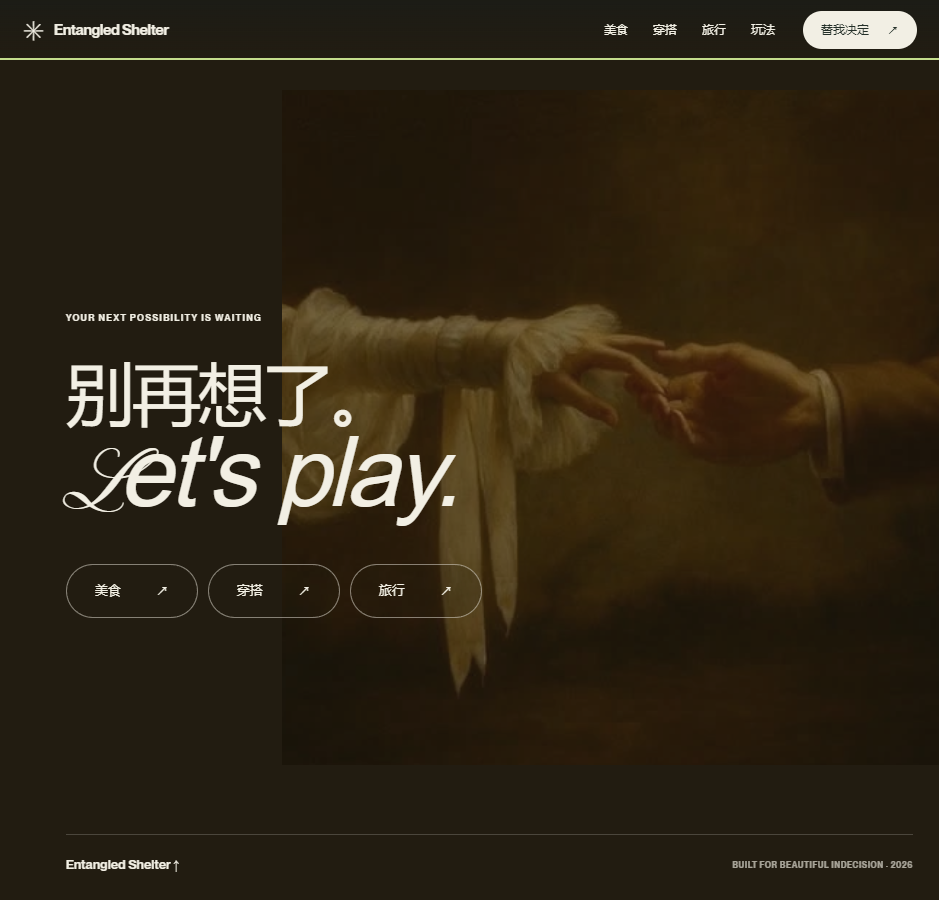 Entangled Shelter
美食 穿搭 旅行 玩法 替我决定 ↗
YOUR NEXT POSSIBILITY IS WAITING
别再想了。
Let's play.
美食 ↗ 穿搭 ↗ 旅行 ↗
Entangled Shelter ↑
BUILT FOR BEAUTIFUL INDECISION · 2026